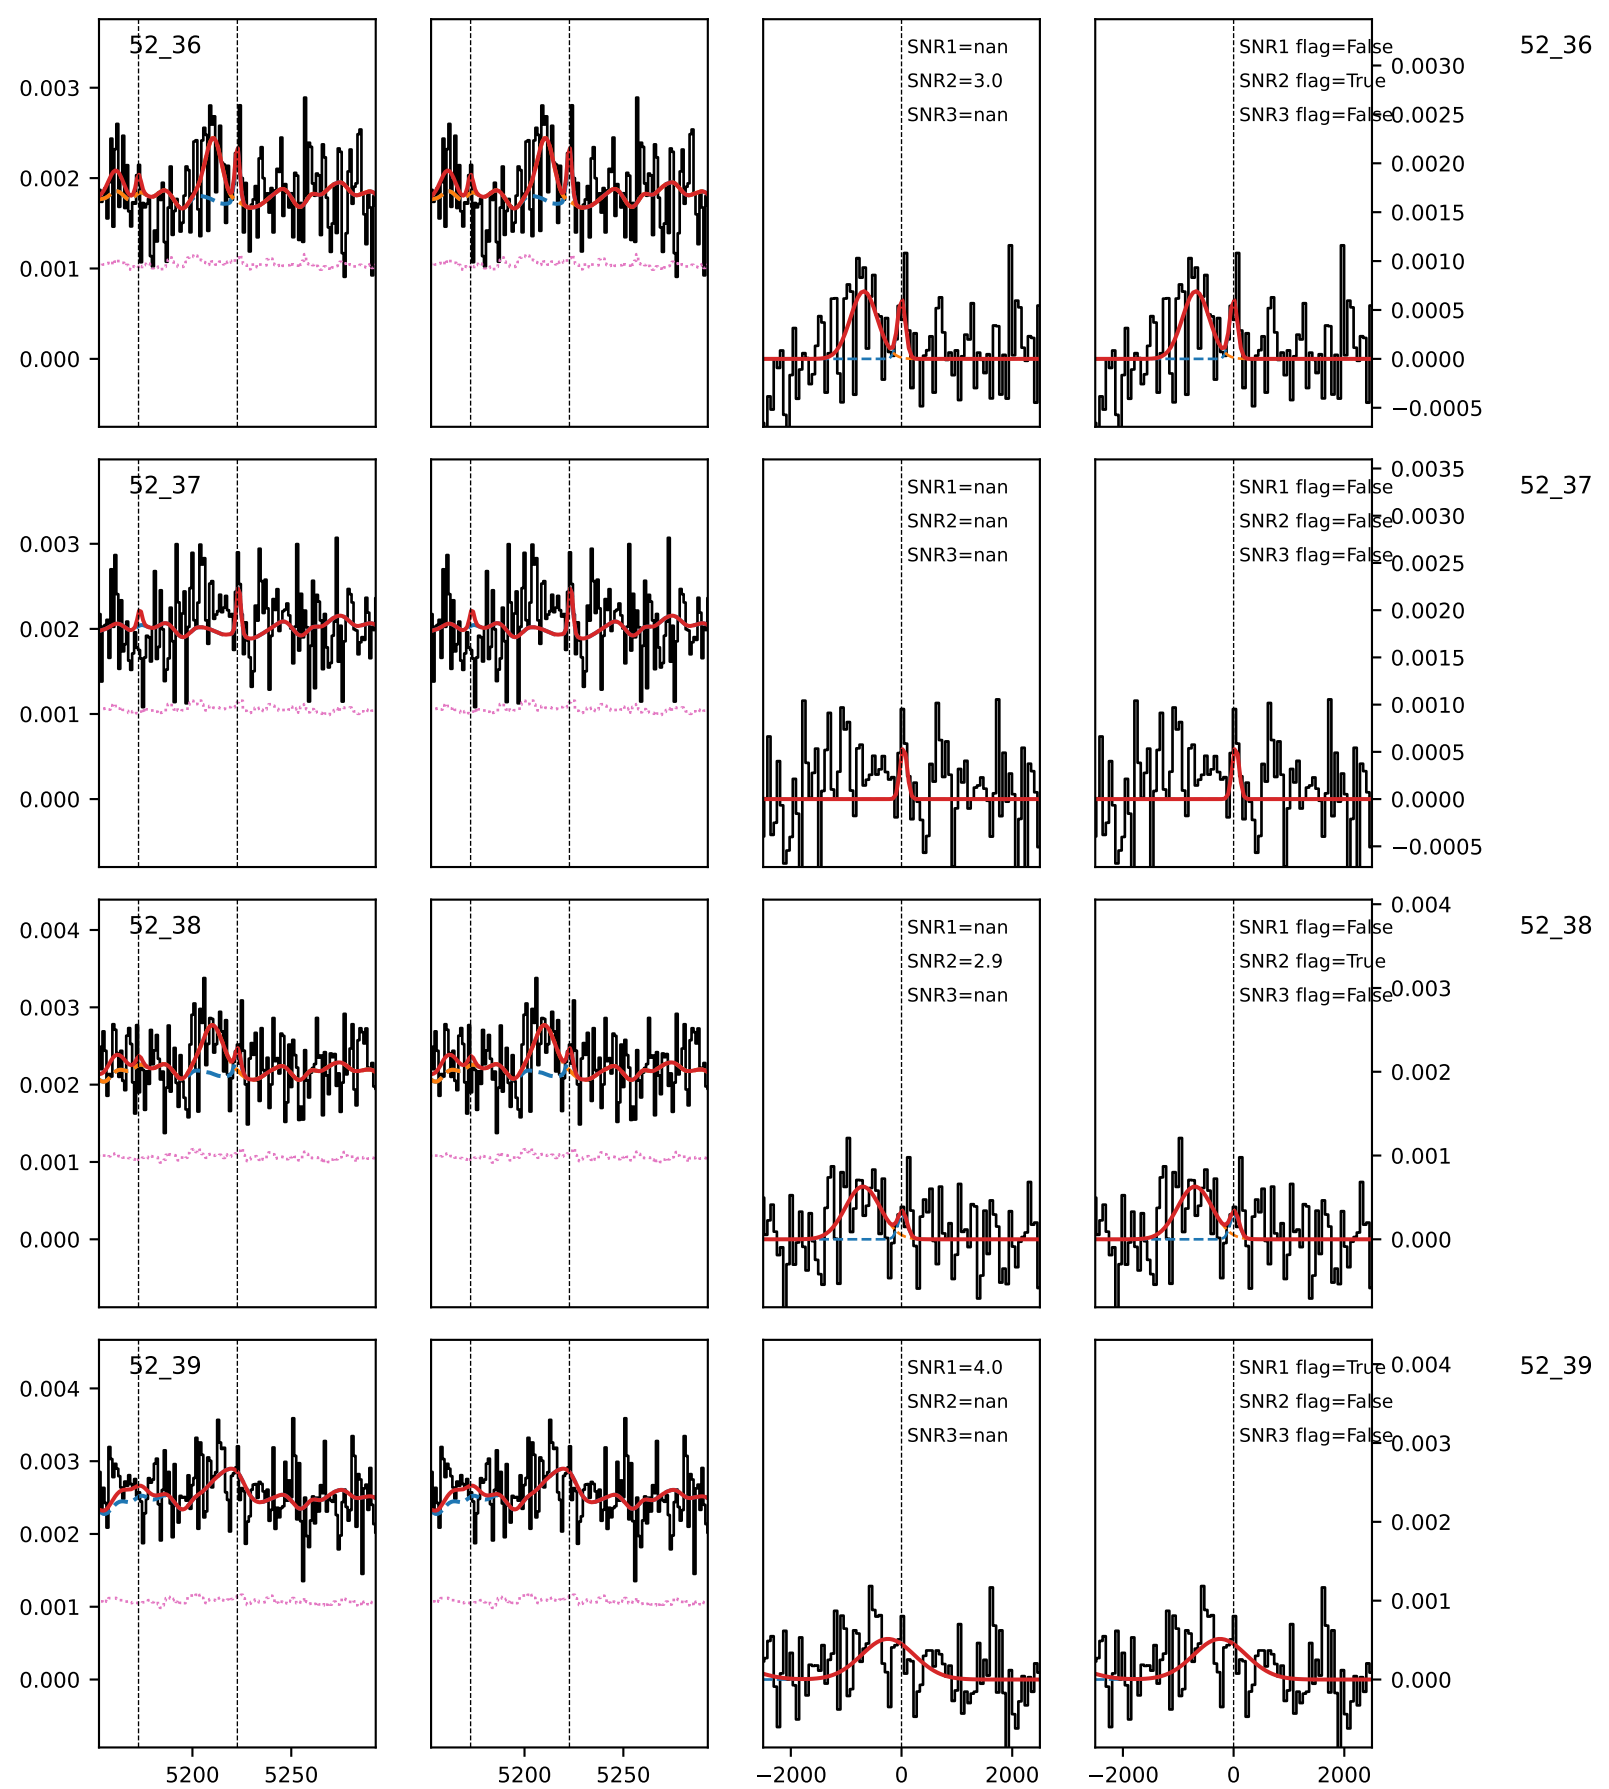 52_36
SNR1=nan
SNR2=3.0
SNR3=nan
SNR1 flag=False
SNR2 flag=True
SNR3 flag=False
52_36
0.003
0.002
0.001
0.000
0.0030
0.0025
0.0020
0.0015
0.0010
0.0005
0.0000
−0.0005
52_37
SNR1=nan
SNR2=nan
SNR3=nan
SNR1 flag=False
SNR2 flag=False
SNR3 flag=False
52_37
0.003
0.002
0.001
0.000
0.0035
0.0030
0.0025
0.0020
0.0015
0.0010
0.0005
0.0000
−0.0005
52_38
SNR1=nan
SNR2=2.9
SNR3=nan
SNR1 flag=False
SNR2 flag=True
SNR3 flag=False
52_38
0.004
0.003
0.002
0.001
0.000
0.004
0.003
0.002
0.001
0.000
52_39
SNR1=4.0
SNR2=nan
SNR3=nan
SNR1 flag=True
SNR2 flag=False
SNR3 flag=False
52_39
0.004
0.003
0.002
0.001
0.000
0.004
0.003
0.002
0.001
0.000
5200 5250 5200 5250 −2000 0 2000 −2000 0 2000